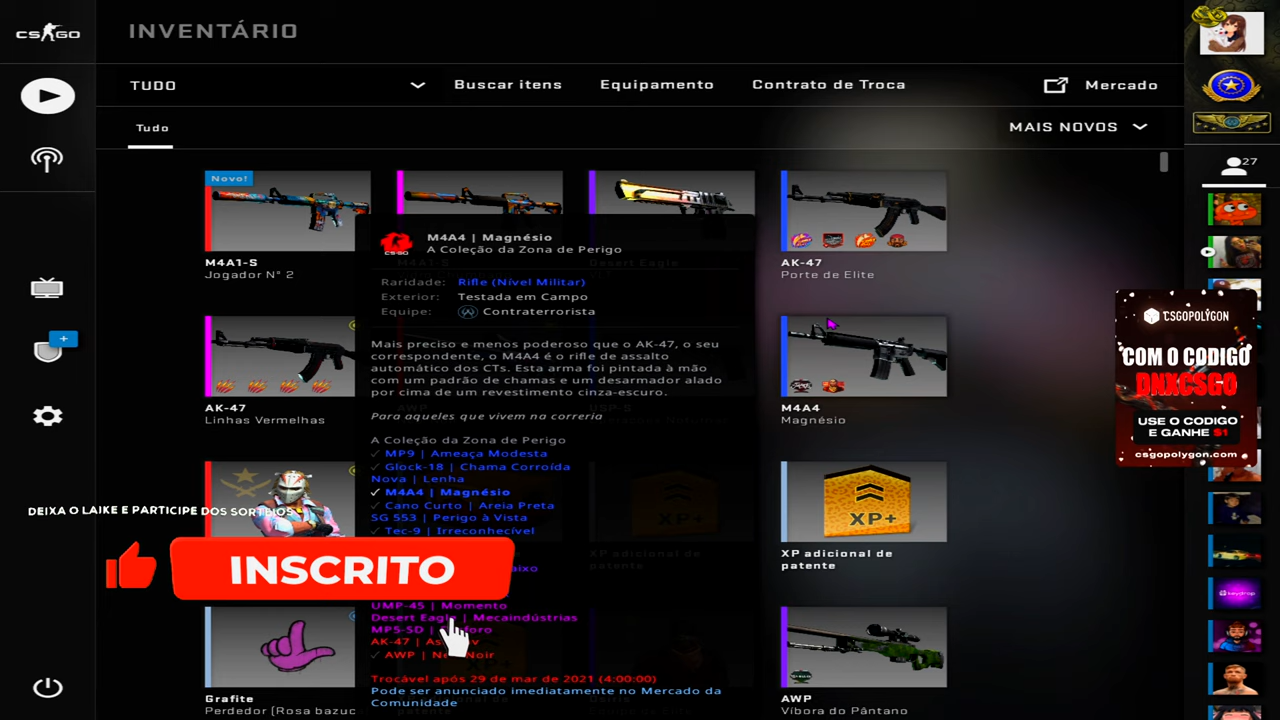 CS:GO
INVENTÁRIO
TUDO
Buscar itens
Equipamento
Contrato de Troca
Mercado
Tudo
MAIS NOVOS
27
Novo!
M4A1-S
Jogador Nº 2
AK-47
Porte de Elite
M4A4 | Magnésio
A Coleção da Zona de Perigo
CS:GO
Raridade: Rifle (Nível Militar)
Exterior: Testada em Campo
Equipe: Contraterrorista
Mais preciso e menos poderoso que o AK-47, o seu
correspondente, o M4A4 é o rifle de assalto
automático dos CTs. Esta arma foi pintada à mão
com um padrão de chamas e um desarmador alado
por cima de um revestimento cinza-escuro.
Para aqueles que vivem na correria
A Coleção da Zona de Perigo
MP9 | Ameaça Modesta
Glock-18 | Chama Corroída
Nova | Lenha
M4A4 | Magnésio
Cano Curto | Areia Preta
SG 553 | Perigo à Vista
Tec-9 | Irreconhecível
UMP-45 | Momento
Desert Eagle | Mecaindústrias
MP5-SD |
AK-47 |
AWP |
Trocável após 29 de mar de 2021 (4:00:00)
Pode ser anunciado imediatamente no Mercado da
Comunidade
AK-47
Linhas Vermelhas
M4A4
Magnésio
XP+
XP adicional de
patente
XP adicional de
patente
Grafite
Perdedor (Rosa bazuc
AWP
Víbora do Pântano
DEIXA O LAIKE E PARTICIPE DOS SORTEIOS
INSCRITO
CSGOPOLYGON
COM O CODIGO
DNXCSGO
USE O CODIGO
E GANHE $1
csgopolygon.com